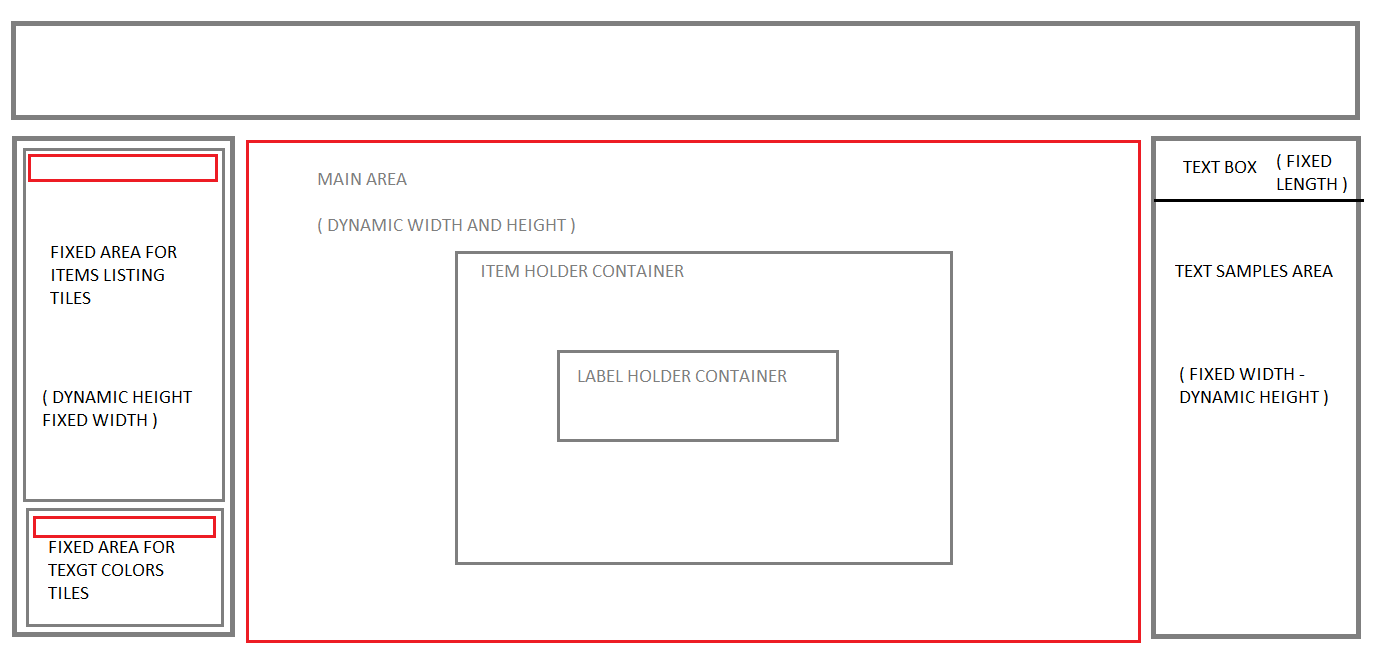 FIXED AREA FOR
ITEMS LISTING
TILES
( DYNAMIC HEIGHT
FIXED WIDTH )
FIXED AREA FOR
TEXGT COLORS
TILES
MAIN AREA
( DYNAMIC WIDTH AND HEIGHT )
ITEM HOLDER CONTAINER
LABEL HOLDER CONTAINER
TEXT BOX
( FIXED
LENGTH )
TEXT SAMPLES AREA
( FIXED WIDTH -
DYNAMIC HEIGHT )